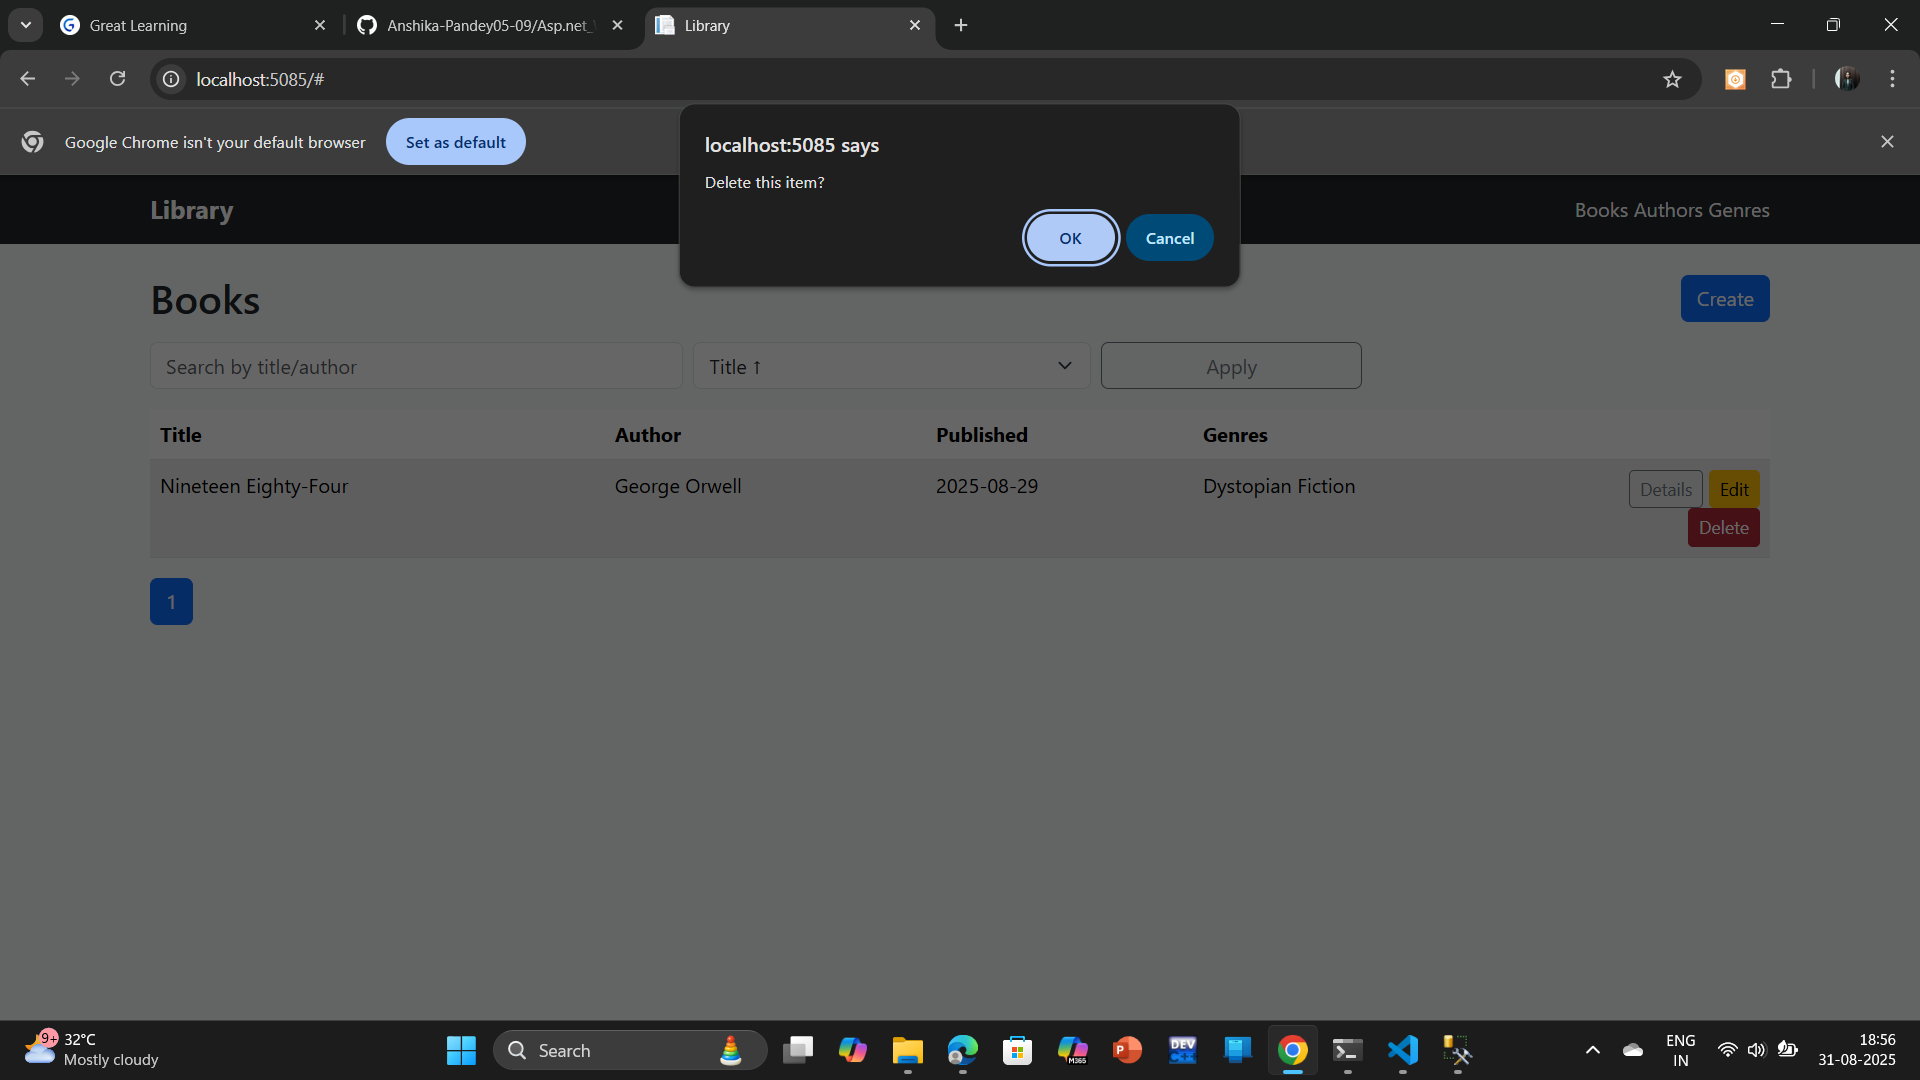 Great Learning
Anshika-Pandey05-09/Asp.net_
Library
localhost:5085/#
Google Chrome isn't your default browser
Set as default
localhost:5085 says
Delete this item?
OK
Cancel
Library
Books Authors Genres
Books
Create
Search by title/author
Title ↑
Apply
Title Author Published Genres
Nineteen Eighty-Four George Orwell 2025-08-29 Dystopian Fiction Details Edit
Delete
1
9+
32°C
Mostly cloudy
Search
M365
P
DEV
C++
ENG
IN
18:56
31-08-2025